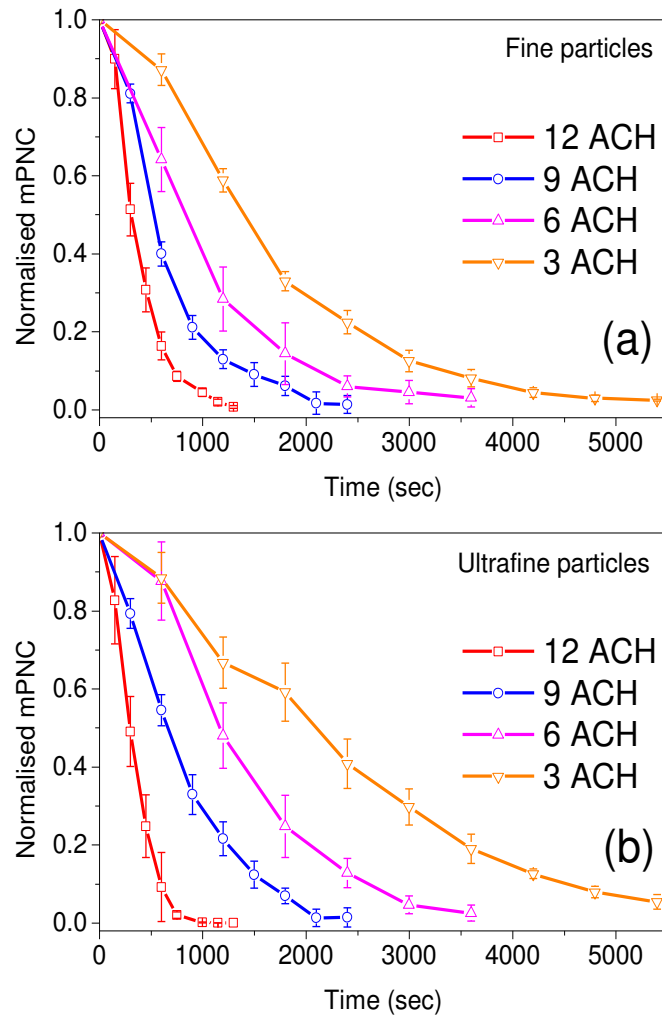 1.0
Fine particles
0.8
12 ACH
9 ACH
0.6
6 ACH
3 ACH
0.4
0.2
(a)
0.0
0 1000 2000 3000 4000 5000
Time (sec)
Normalised mPNC
1.0
Ultrafine particles
0.8
12 ACH
9 ACH
0.6
6 ACH
3 ACH
0.4
0.2
(b)
0.0
0 1000 2000 3000 4000 5000
Time (sec)
Normalised mPNC